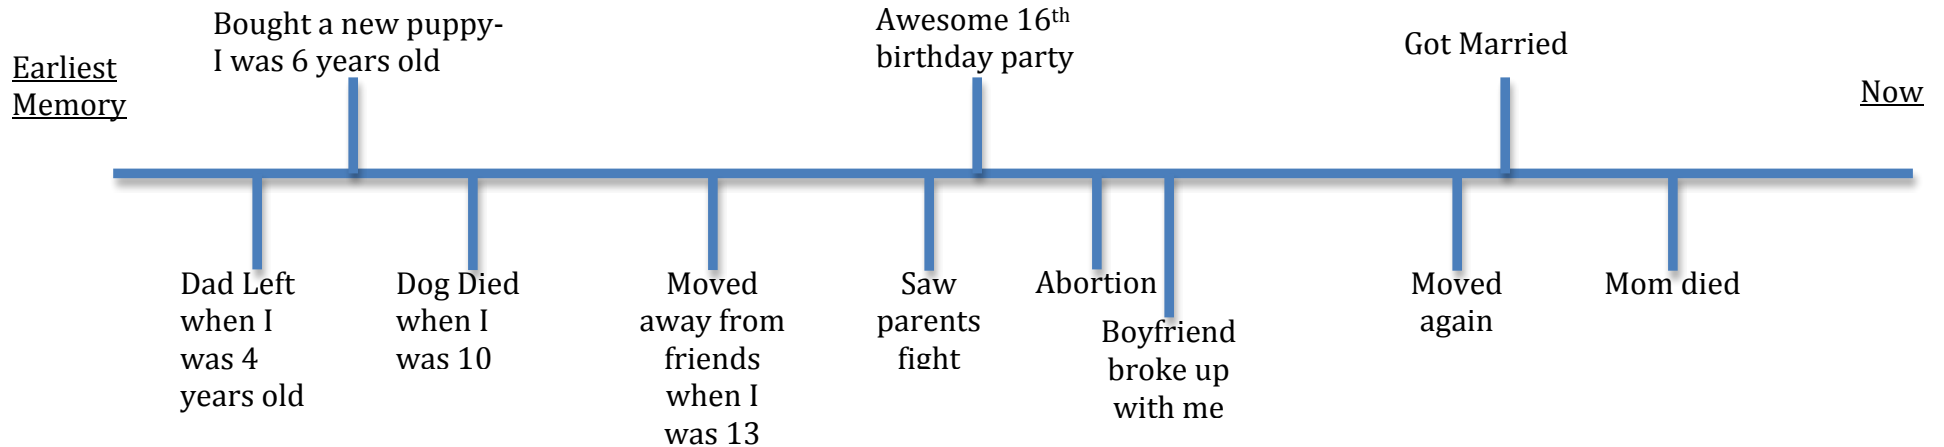 Earliest
Memory
Bought a new puppy-
I was 6 years old
Awesome 16th
birthday party
Got Married
Now
Dad Left
when I
was 4
years old
Dog Died
when I
was 10
Moved
away from
friends
when I
was 13
Saw
parents
fight
Abortion
Boyfriend
broke up
with me
Moved
again
Mom died